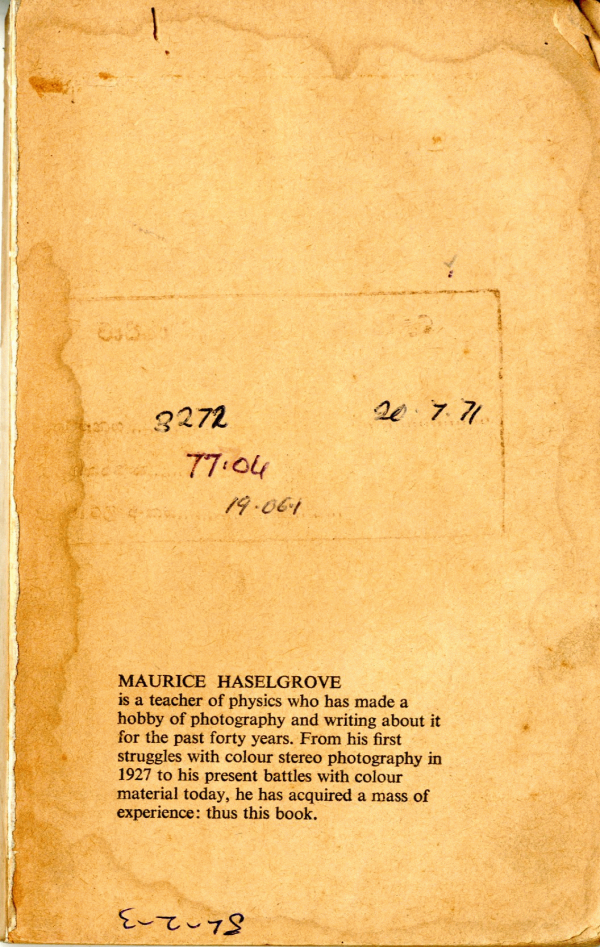 8272 20 7 71
77.04
19.061
MAURICE HASELGROVE
is a teacher of physics who has made a
hobby of photography and writing about it
for the past forty years. From his first
struggles with colour stereo photography in
1927 to his present battles with colour
material today, he has acquired a mass of
experience: thus this book.